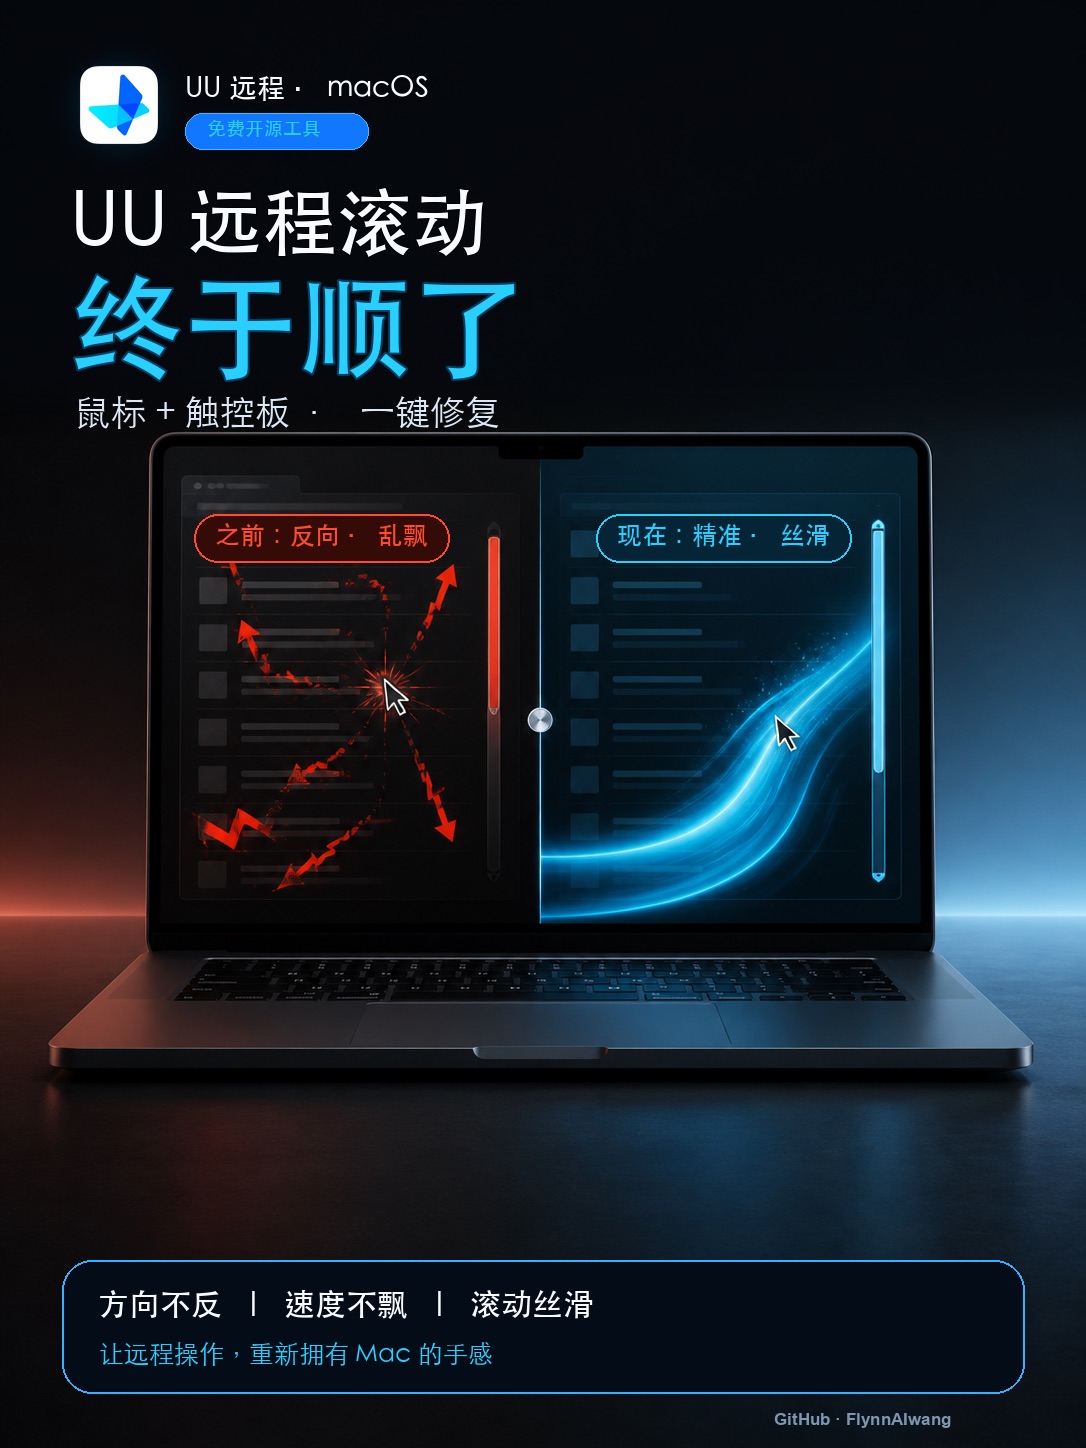 UU 远程 · macOS
免费开源工具
UU 远程滚动
终于顺了
鼠标 + 触控板 · 一键修复
之前：反向 · 乱飘
现在：精准 · 丝滑
方向不反 | 速度不飘 | 滚动丝滑
让远程操作，重新拥有 Mac 的手感
GitHub · FlynnAIwang